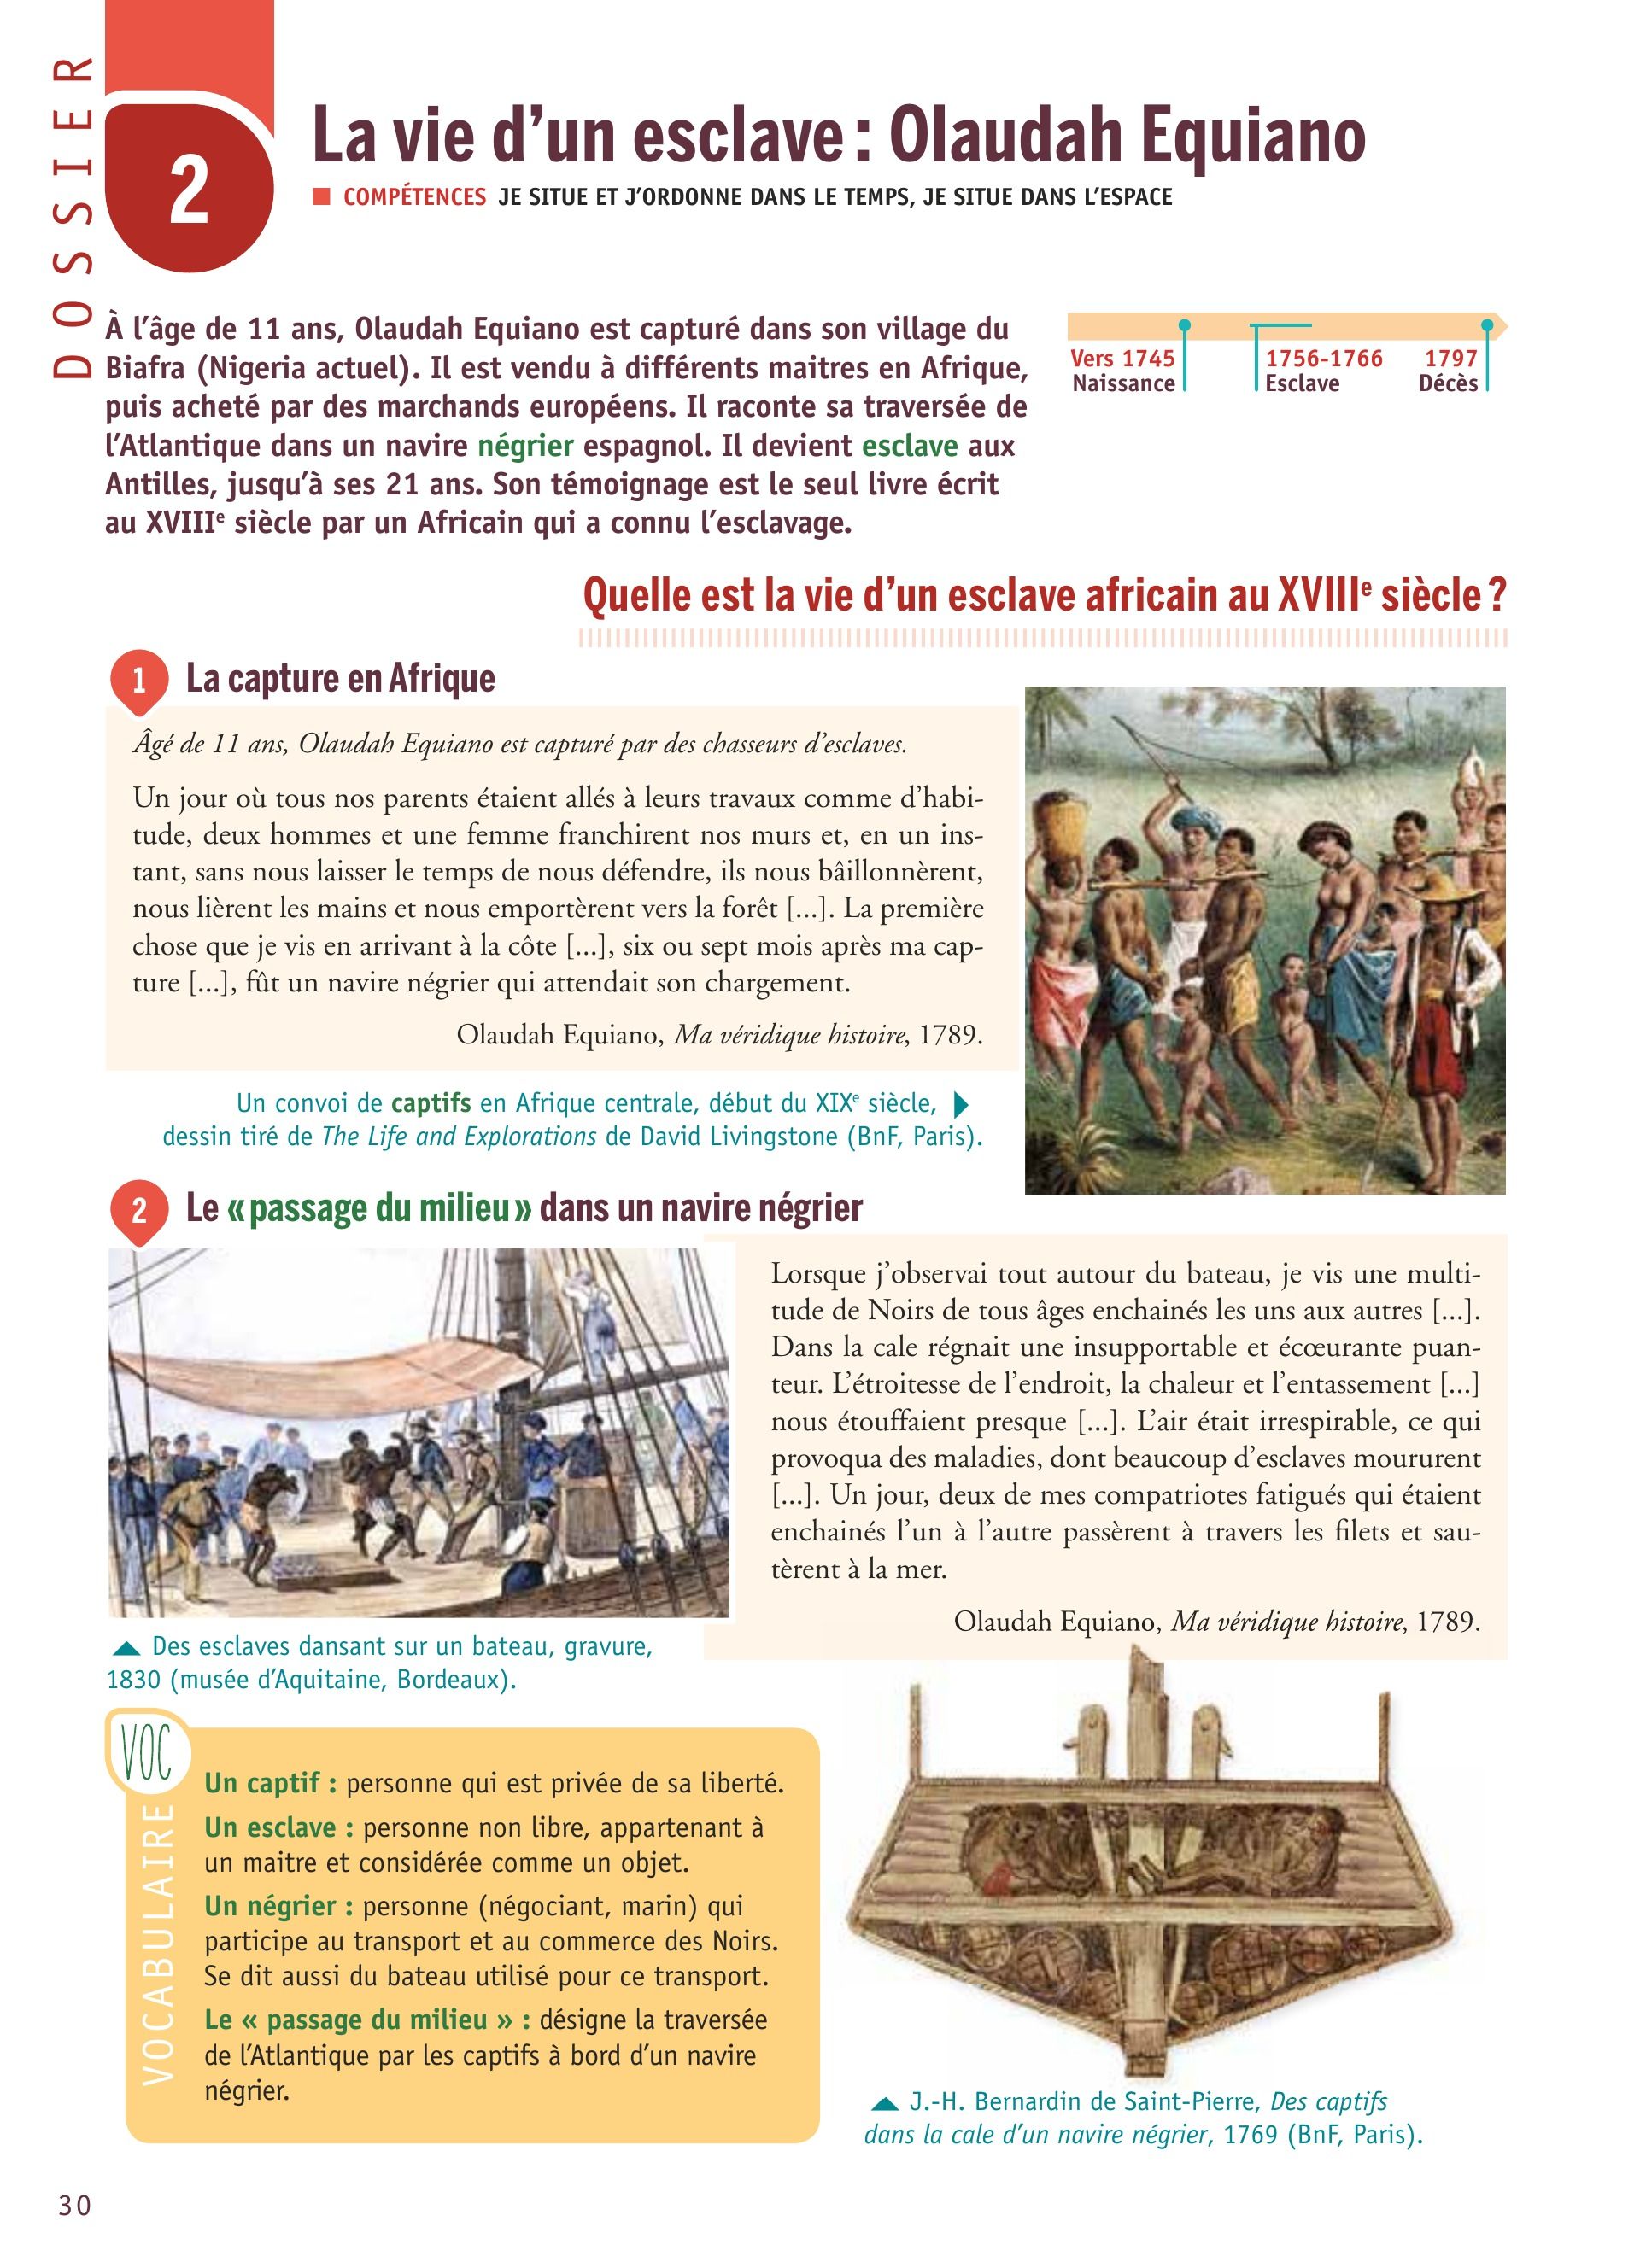 DOSSIER
2
La vie d’un esclave : Olaudah Equiano
COMPÉTENCES JE SITUE ET J’ORDONNE DANS LE TEMPS, JE SITUE DANS L’ESPACE
À l’âge de 11 ans, Olaudah Equiano est capturé dans son village du
Biafra (Nigeria actuel). Il est vendu à différents maitres en Afrique,
puis acheté par des marchands européens. Il raconte sa traversée de
l’Atlantique dans un navire négrier espagnol. Il devient esclave aux
Antilles, jusqu’à ses 21 ans. Son témoignage est le seul livre écrit
au XVIIIe siècle par un Africain qui a connu l’esclavage.
Vers 1745
Naissance
1756-1766
Esclave
1797
Décès
Quelle est la vie d’un esclave africain au XVIIIe siècle ?
1 La capture en Afrique
Âgé de 11 ans, Olaudah Equiano est capturé par des chasseurs d’esclaves.
Un jour où tous nos parents étaient allés à leurs travaux comme d’habi-
tude, deux hommes et une femme franchirent nos murs et, en un ins-
tant, sans nous laisser le temps de nous défendre, ils nous bâillonnèrent,
nous lièrent les mains et nous emportèrent vers la forêt [...]. La première
chose que je vis en arrivant à la côte [...], six ou sept mois après ma cap-
ture [...], fût un navire négrier qui attendait son chargement.
Olaudah Equiano, Ma véridique histoire, 1789.
Un convoi de captifs en Afrique centrale, début du XIXe siècle,
dessin tiré de The Life and Explorations de David Livingstone (BnF, Paris).
2 Le « passage du milieu » dans un navire négrier
Lorsque j’observai tout autour du bateau, je vis une multi-
tude de Noirs de tous âges enchainés les uns aux autres [...].
Dans la cale régnait une insupportable et écœurante puan-
teur. L’étroitesse de l’endroit, la chaleur et l’entassement [...]
nous étouffaient presque [...]. L’air était irrespirable, ce qui
provoqua des maladies, dont beaucoup d’esclaves moururent
[...]. Un jour, deux de mes compatriotes fatigués qui étaient
enchainés l’un à l’autre passèrent à travers les filets et sau-
tèrent à la mer.
Olaudah Equiano, Ma véridique histoire, 1789.
Des esclaves dansant sur un bateau, gravure,
1830 (musée d’Aquitaine, Bordeaux).
VOC
VOCABULAIRE
Un captif : personne qui est privée de sa liberté.
Un esclave : personne non libre, appartenant à
un maitre et considérée comme un objet.
Un négrier : personne (négociant, marin) qui
participe au transport et au commerce des Noirs.
Se dit aussi du bateau utilisé pour ce transport.
Le « passage du milieu » : désigne la traversée
de l’Atlantique par les captifs à bord d’un navire
négrier.
J.-H. Bernardin de Saint-Pierre, Des captifs
dans la cale d’un navire négrier, 1769 (BnF, Paris).
30